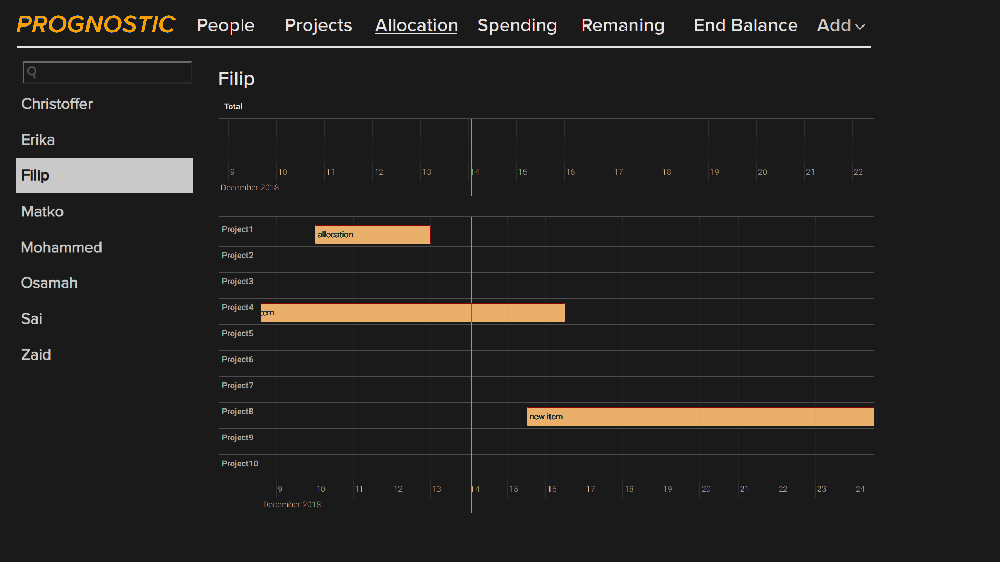 PROGNOSTIC People Projects Allocation Spending Remaning End Balance Add
Christoffer
Erika
Filip
Matko
Mohammed
Osamah
Sai
Zaid
Filip
Total
9 10 11 12 13 14 15 16 17 18 19 20 21 22
December 2018
Project1 allocation
Project2
Project3
Project4 tem
Project5
Project6
Project7
Project8 new item
Project9
Project10
9 10 11 12 13 14 15 16 17 18 19 20 21 22 23 24
December 2018